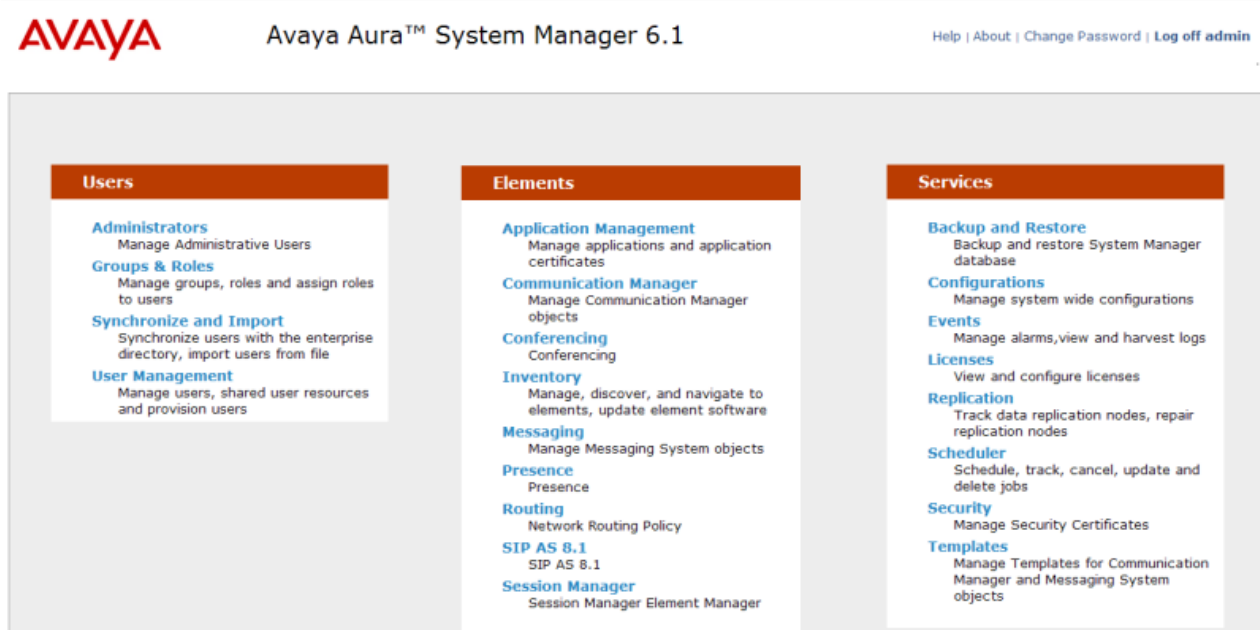 AVAYA
Avaya Aura™ System Manager 6.1
Help | About | Change Password | Log off admin
Users
Administrators
Manage Administrative Users
Groups & Roles
Manage groups, roles and assign roles
to users
Synchronize and Import
Synchronize users with the enterprise
directory, import users from file
User Management
Manage users, shared user resources
and provision users
Elements
Application Management
Manage applications and application
certificates
Communication Manager
Manage Communication Manager
objects
Conferencing
Conferencing
Inventory
Manage, discover, and navigate to
elements, update element software
Messaging
Manage Messaging System objects
Presence
Presence
Routing
Network Routing Policy
SIP AS 8.1
SIP AS 8.1
Session Manager
Session Manager Element Manager
Services
Backup and Restore
Backup and restore System Manager
database
Configurations
Manage system wide configurations
Events
Manage alarms,view and harvest logs
Licenses
View and configure licenses
Replication
Track data replication nodes, repair
replication nodes
Scheduler
Schedule, track, cancel, update and
delete jobs
Security
Manage Security Certificates
Templates
Manage Templates for Communication
Manager and Messaging System
objects